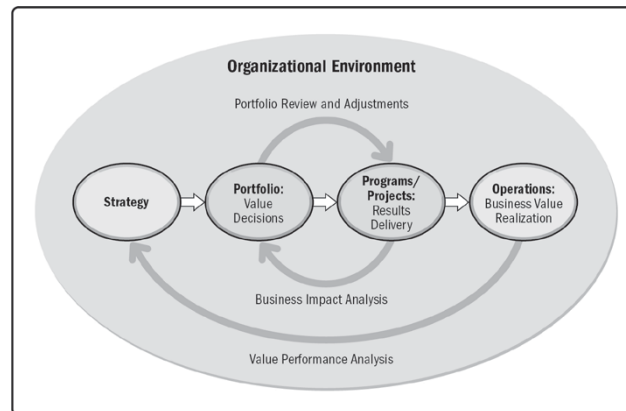 Organizational Environment
Portfolio Review and Adjustments
Strategy
Portfolio:
Value
Decisions
Programs/
Projects:
Results
Delivery
Operations:
Business Value
Realization
Business Impact Analysis
Value Performance Analysis